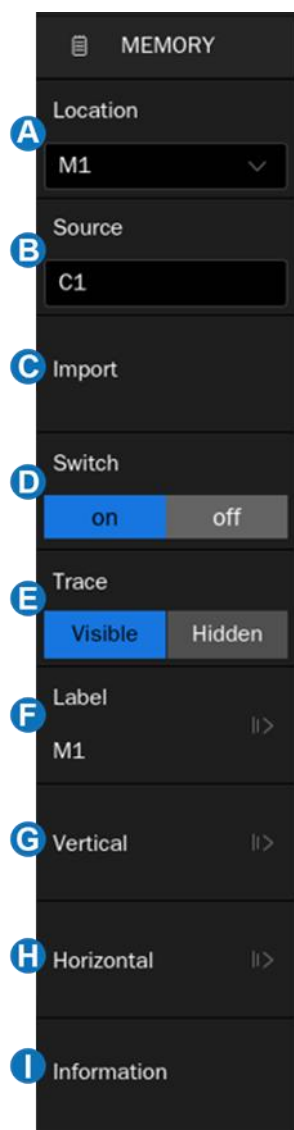 MEMORY
Location
A
M1
Source
B
C1
C Import
Switch
D
on off
Trace
E
Visible Hidden
Label
F
M1
G Vertical
H Horizontal
I Information